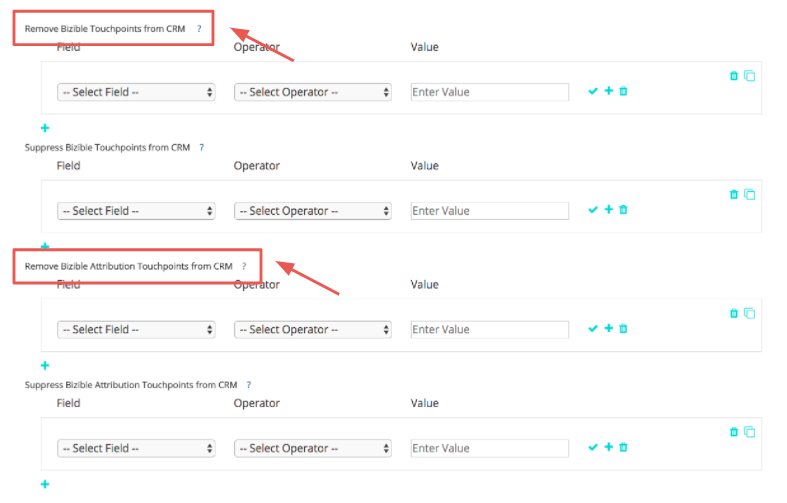 Remove Bizible Touchpoints from CRM ?
Field Operator Value
-- Select Field -- -- Select Operator -- Enter Value
Suppress Bizible Touchpoints from CRM ?
Field Operator Value
-- Select Field -- -- Select Operator -- Enter Value
Remove Bizible Attribution Touchpoints from CRM ?
Field Operator Value
-- Select Field -- -- Select Operator -- Enter Value
Suppress Bizible Attribution Touchpoints from CRM ?
Field Operator Value
-- Select Field -- -- Select Operator -- Enter Value